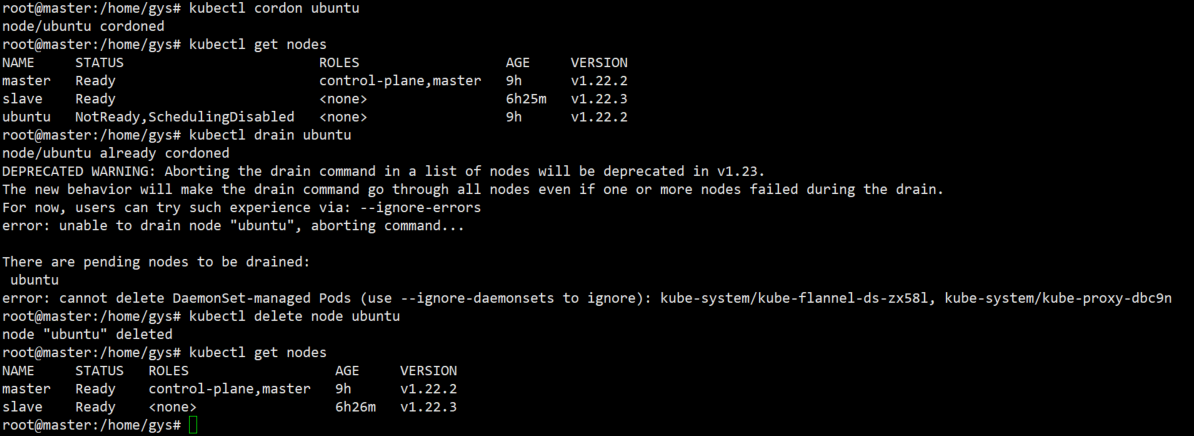 root@master:/home/gys# kubectl cordon ubuntu
node/ubuntu cordoned
root@master:/home/gys# kubectl get nodes
NAME     STATUS                        ROLES                  AGE     VERSION
master   Ready                         control-plane,master   9h      v1.22.2
slave    Ready                         <none>                 6h25m   v1.22.3
ubuntu   NotReady,SchedulingDisabled   <none>                 9h      v1.22.2
root@master:/home/gys# kubectl drain ubuntu
node/ubuntu already cordoned
DEPRECATED WARNING: Aborting the drain command in a list of nodes will be deprecated in v1.23.
The new behavior will make the drain command go through all nodes even if one or more nodes failed during the drain.
For now, users can try such experience via: --ignore-errors
error: unable to drain node "ubuntu", aborting command...

There are pending nodes to be drained:
 ubuntu
error: cannot delete DaemonSet-managed Pods (use --ignore-daemonsets to ignore): kube-system/kube-flannel-ds-zx58l, kube-system/kube-proxy-dbc9n
root@master:/home/gys# kubectl delete node ubuntu
node "ubuntu" deleted
root@master:/home/gys# kubectl get nodes
NAME     STATUS   ROLES                  AGE     VERSION
master   Ready    control-plane,master   9h      v1.22.2
slave    Ready    <none>                 6h26m   v1.22.3
root@master:/home/gys#